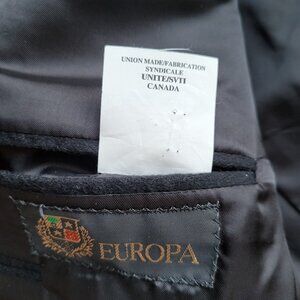 UNION MADE/FABRICATION
SYNDICALE
UNITE/SVTI
CANADA
EUROPA